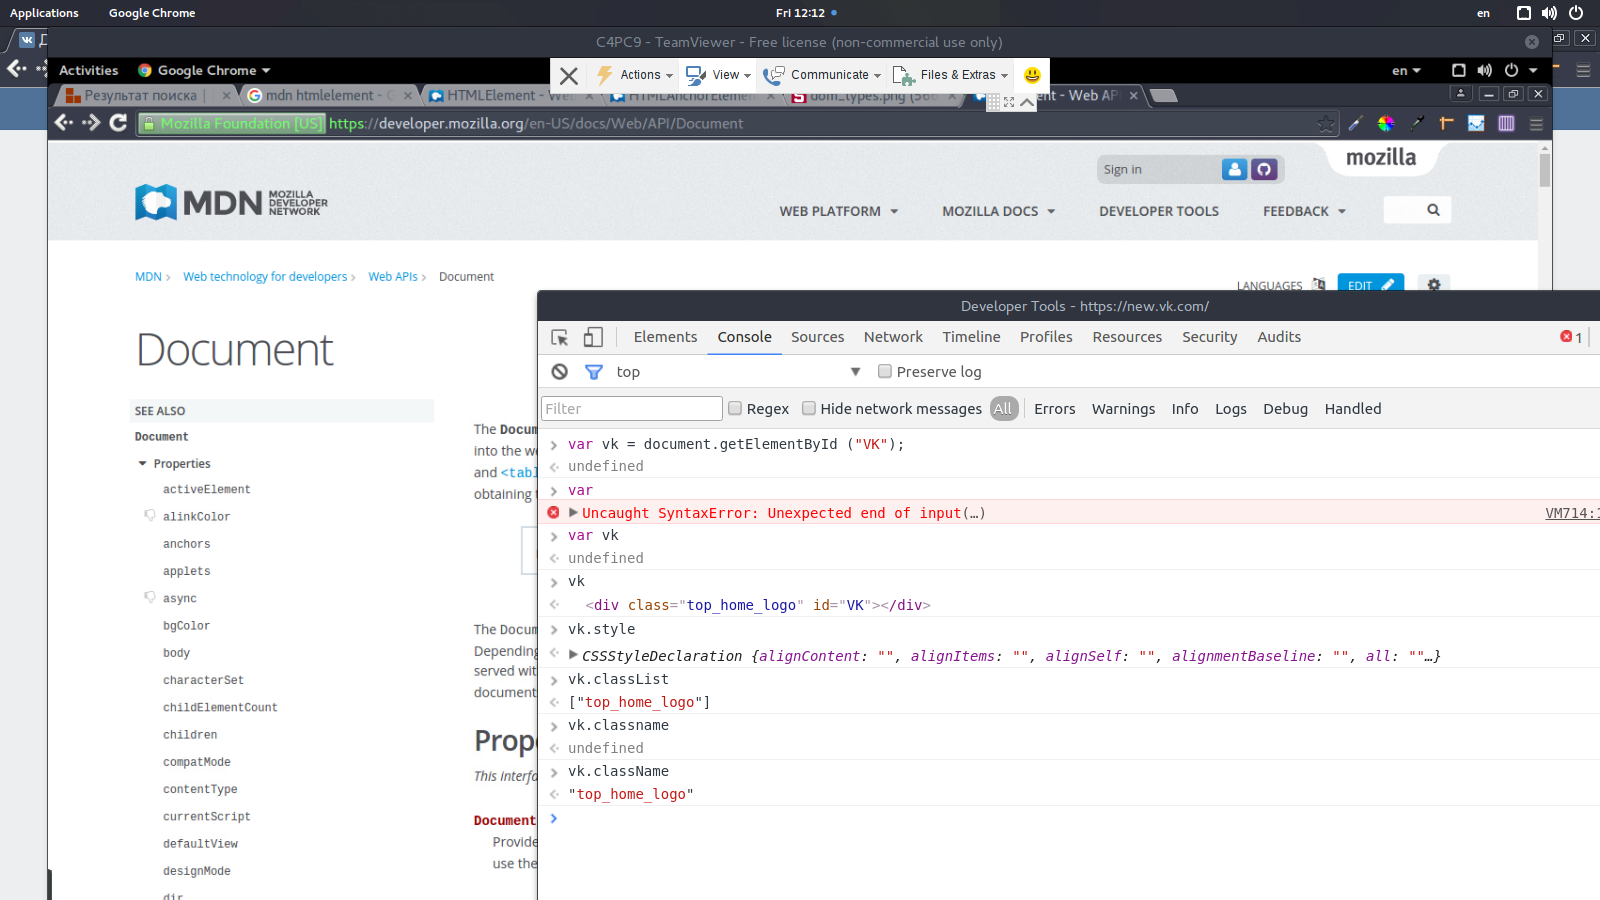 Applications Google Chrome Fri 12:12 en
C4PC9 - TeamViewer - Free license (non-commercial use only)
Activities Google Chrome Actions View Communicate Files & Extras en
Результат поиска mdn htmlelement - G HTMLElement - Web HTMLAnchorElement dom_types.png (566 ent - Web AP
Mozilla Foundation [US] https://developer.mozilla.org/en-US/docs/Web/API/Document
Sign in mozilla
MDN MOZILLA DEVELOPER NETWORK
WEB PLATFORM MOZILLA DOCS DEVELOPER TOOLS FEEDBACK
MDN Web technology for developers Web APIs Document
LANGUAGES EDIT
Document
SEE ALSO
Document
Properties
activeElement
alinkColor
anchors
applets
async
bgColor
body
characterSet
childElementCount
children
compatMode
contentType
currentScript
defaultView
designMode
dir
The Docum
into the we
and <tabl
obtaining t
The Docum
Depending
served wit
document
Prope
This interfa
Document
Provide
use the
Developer Tools - https://new.vk.com/
Elements Console Sources Network Timeline Profiles Resources Security Audits 1
top Preserve log
Filter Regex Hide network messages All Errors Warnings Info Logs Debug Handled
var vk = document.getElementById ("VK");
undefined
var
Uncaught SyntaxError: Unexpected end of input(…) VM714:1
var vk
undefined
vk
<div class="top_home_logo" id="VK"></div>
vk.style
CSSStyleDeclaration {alignContent: "", alignItems: "", alignSelf: "", alignmentBaseline: "", all: ""…}
vk.classList
["top_home_logo"]
vk.classname
undefined
vk.className
"top_home_logo"